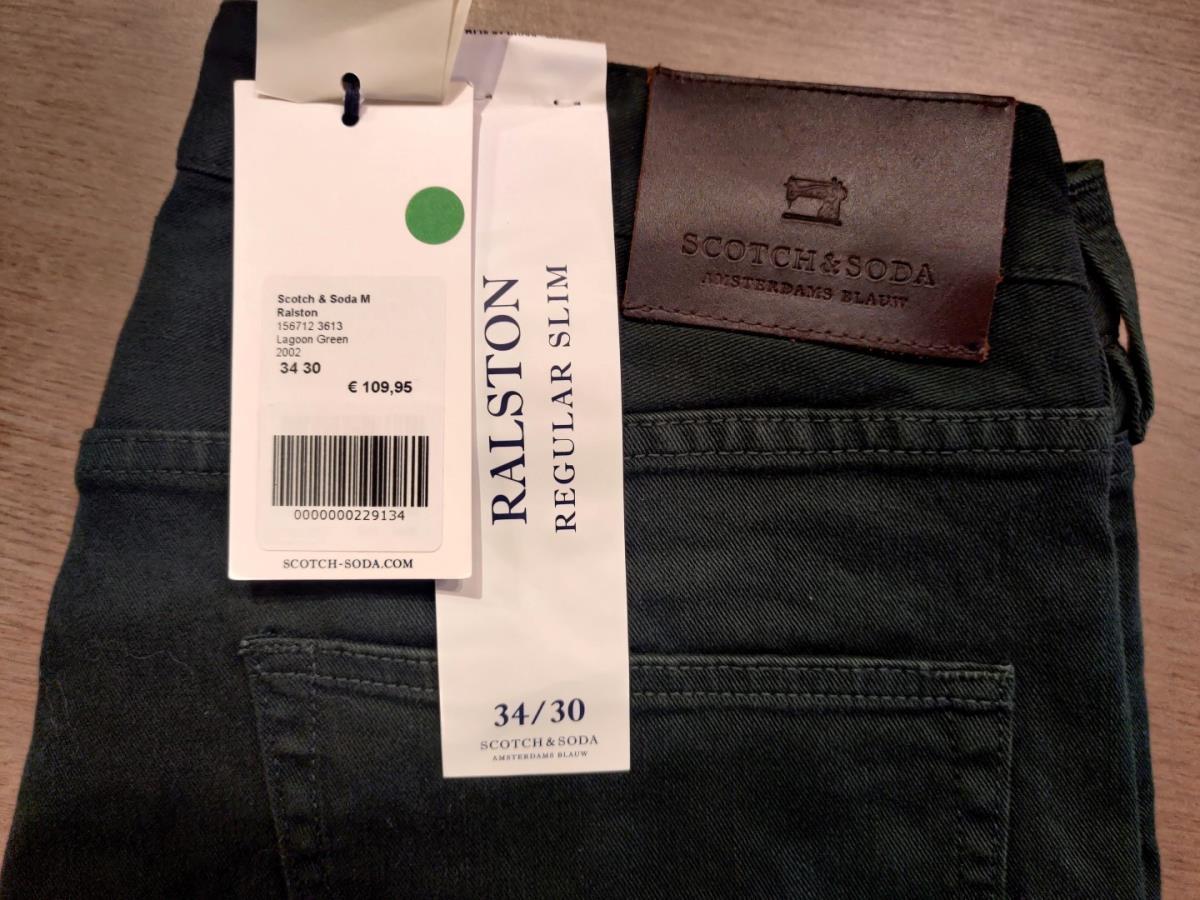 Scotch & Soda M
Ralston
156712 3613
Lagoon Green
2002
34 30
€ 109,95
0000000229134
SCOTCH-SODA.COM
RALSTON
REGULAR SLIM
34/30
SCOTCH & SODA
AMSTERDAMS BLAUW
SCOTCH & SODA
AMSTERDAMS BLAUW